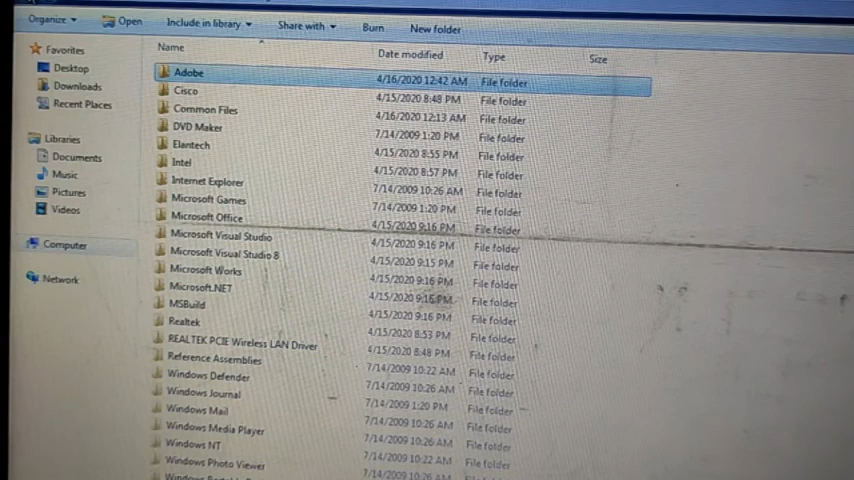 Organize Open Include in library Share with Burn New folder
Name Date modified Type Size
Favorites
Desktop
Downloads
Recent Places
Libraries
Documents
Music
Pictures
Videos
Computer
Network
Adobe 4/16/2020 12:42 AM File folder
Cisco 4/15/2020 8:48 PM File folder
Common Files 4/16/2020 12:13 AM File folder
DVD Maker 7/14/2009 1:20 PM File folder
Elantech 4/15/2020 8:55 PM File folder
Intel 4/15/2020 8:57 PM File folder
Internet Explorer 7/14/2009 10:26 AM File folder
Microsoft Games 7/14/2009 1:20 PM File folder
Microsoft Office 4/15/2020 9:16 PM File folder
Microsoft Visual Studio 4/15/2020 9:16 PM File folder
Microsoft Visual Studio 8 4/15/2020 9:15 PM File folder
Microsoft Works 4/15/2020 9:16 PM File folder
Microsoft.NET 4/15/2020 9:16 PM File folder
MSBuild 4/15/2020 9:16 PM File folder
Realtek 4/15/2020 8:53 PM File folder
REALTEK PCIE Wireless LAN Driver 4/15/2020 8:48 PM File folder
Reference Assemblies 7/14/2009 10:22 AM File folder
Windows Defender 7/14/2009 10:26 AM File folder
Windows Journal 7/14/2009 1:20 PM File folder
Windows Mail 7/14/2009 10:26 AM File folder
Windows Media Player 7/14/2009 10:26 AM File folder
Windows NT 7/14/2009 10:22 AM File folder
Windows Photo Viewer 7/14/2009 10:26 AM File folder